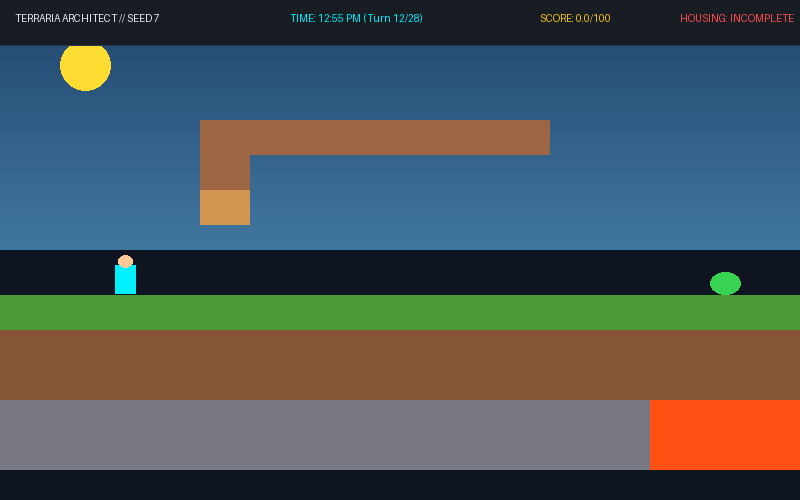 TERRARIA ARCHITECT // SEED 7
TIME: 12:55 PM (Turn 12/28)
SCORE: 0.0/100
HOUSING: INCOMPLETE